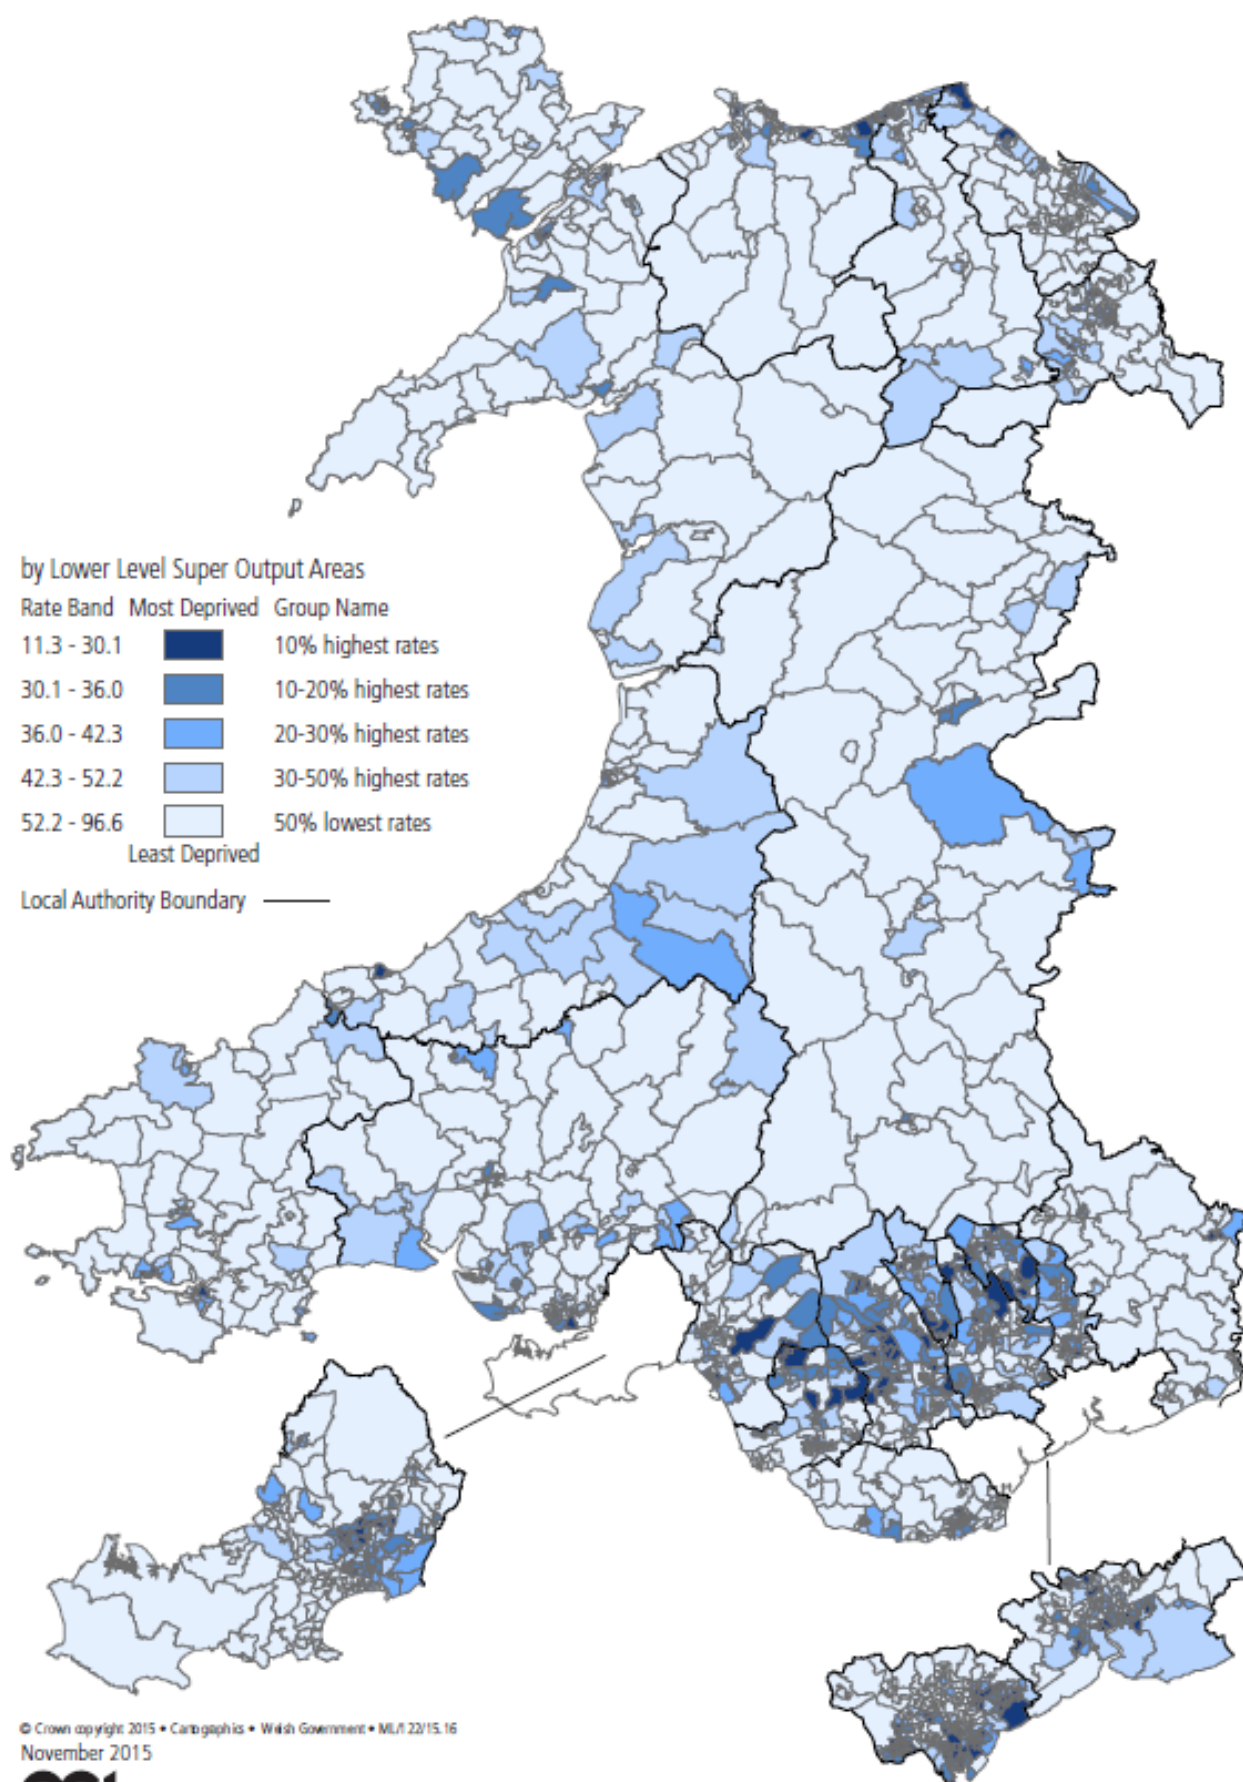 by Lower Level Super Output Areas
Rate Band Most Deprived Group Name
11.3 - 30.1 10% highest rates
30.1 - 36.0 10-20% highest rates
36.0 - 42.3 20-30% highest rates
42.3 - 52.2 30-50% highest rates
52.2 - 96.6 50% lowest rates
Least Deprived
Local Authority Boundary
© Crown copyright 2015 • Cartographics • Welsh Government • ML/122/15.16
November 2015